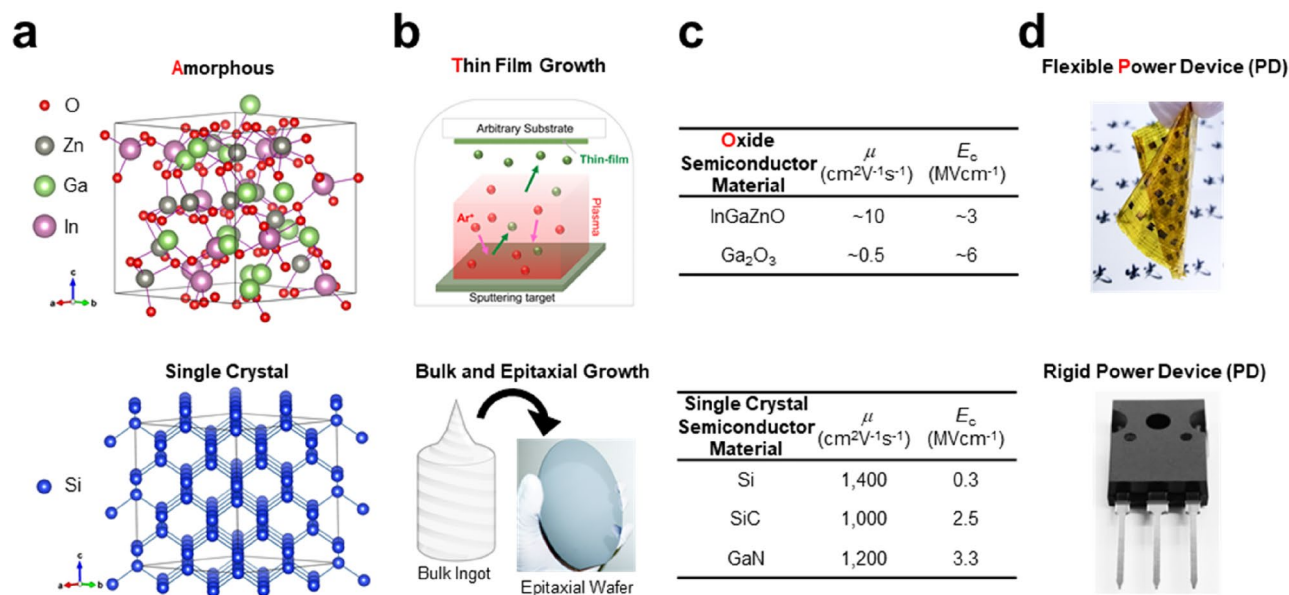 a
Amorphous
O
Zn
Ga
In
c
a
b
Single Crystal
Si
c
a
b
b
Thin Film Growth
Arbitrary Substrate
Thin-film
Ar⁺
Plasma
Sputtering target
Bulk and Epitaxial Growth
Bulk Ingot
Epitaxial Wafer
c
Oxide
Semiconductor
Material
μ
(cm²V⁻¹s⁻¹)
E꜀
(MVcm⁻¹)
InGaZnO ~10 ~3
Ga₂O₃ ~0.5 ~6
Single Crystal
Semiconductor
Material
μ
(cm²V⁻¹s⁻¹)
E꜀
(MVcm⁻¹)
Si 1,400 0.3
SiC 1,000 2.5
GaN 1,200 3.3
d
Flexible Power Device (PD)
Rigid Power Device (PD)